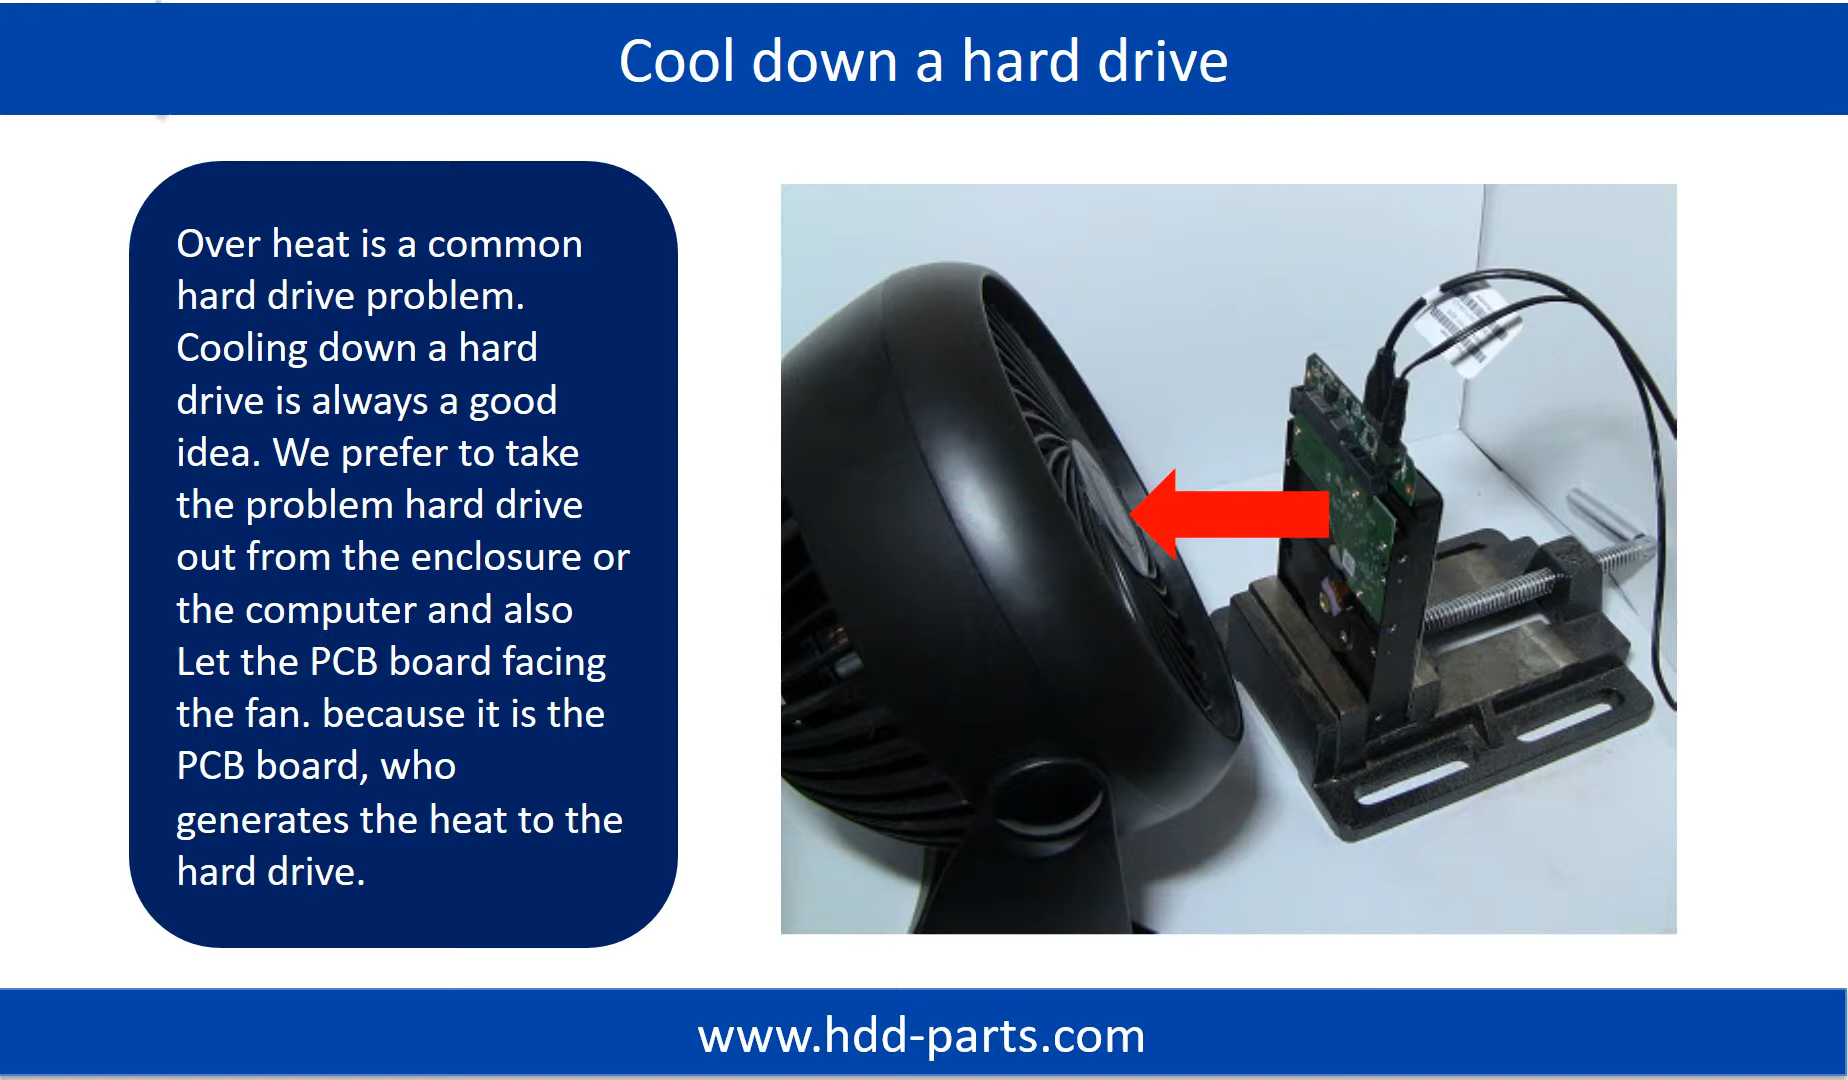 Cool down a hard drive
Over heat is a common
hard drive problem.
Cooling down a hard
drive is always a good
idea. We prefer to take
the problem hard drive
out from the enclosure or
the computer and also
Let the PCB board facing
the fan. because it is the
PCB board, who
generates the heat to the
hard drive.
www.hdd-parts.com